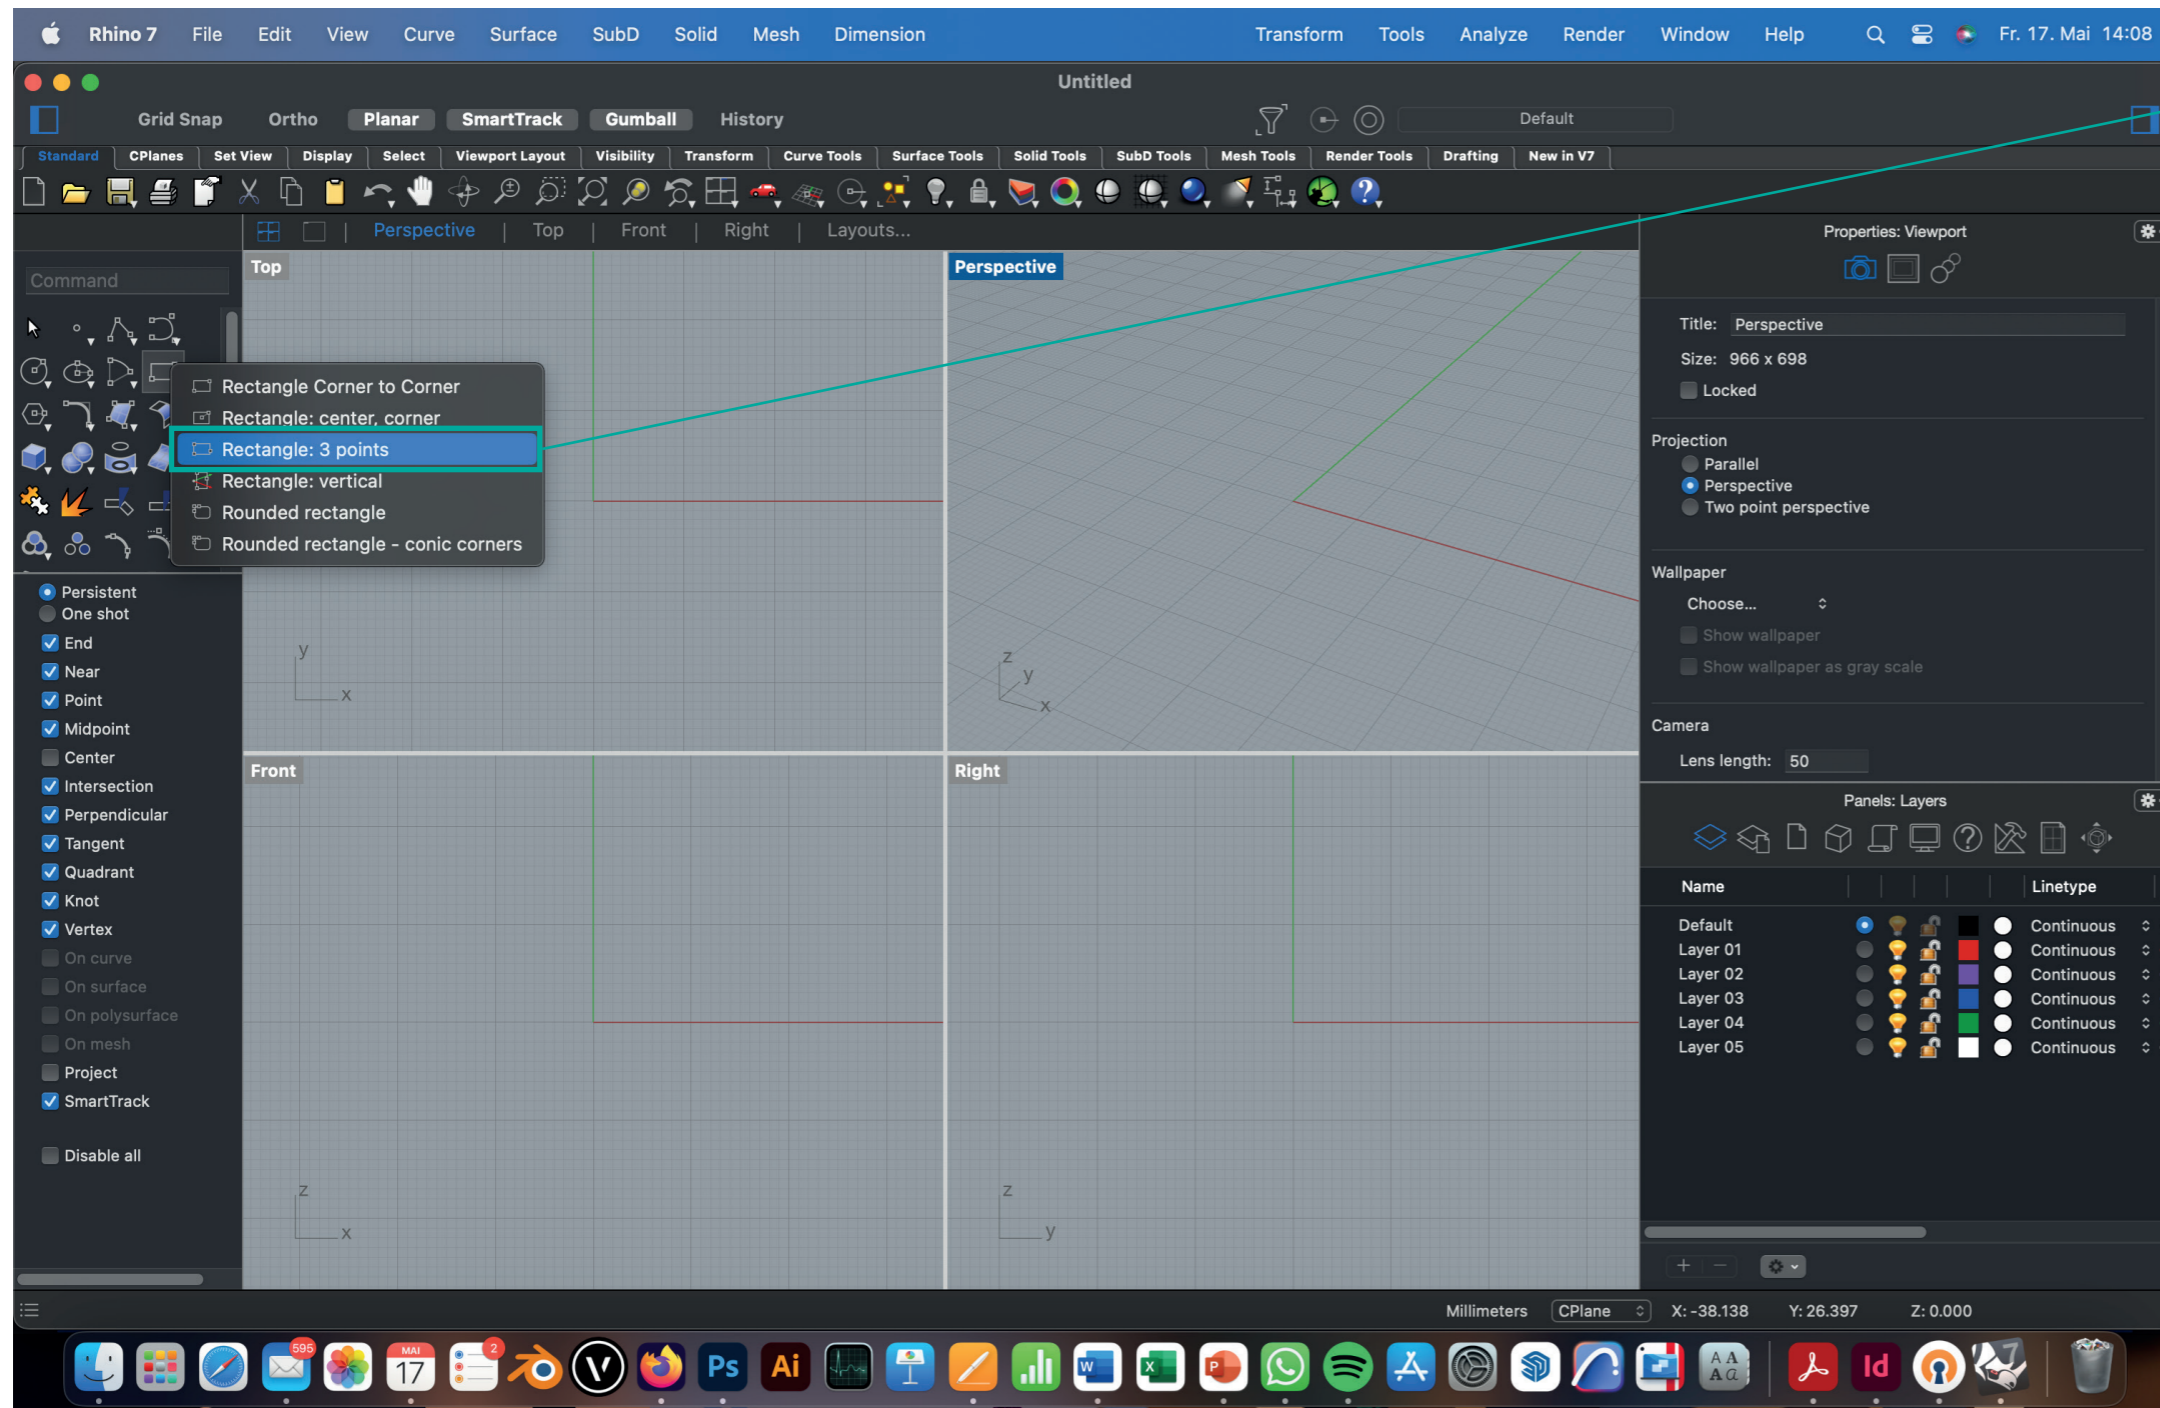 Rhino 7 File Edit View Curve Surface SubD Solid Mesh Dimension Transform Tools Analyze Render Window Help Fr. 17. Mai 14:08
Untitled
Grid Snap Ortho Planar SmartTrack Gumball History Default
Standard CPlanes Set View Display Select Viewport Layout Visibility Transform Curve Tools Surface Tools Solid Tools SubD Tools Mesh Tools Render Tools Drafting New in V7
Perspective | Top | Front | Right | Layouts...
Command
Rectangle Corner to Corner
Rectangle: center, corner
Rectangle: 3 points
Rectangle: vertical
Rounded rectangle
Rounded rectangle - conic corners
Persistent
One shot
End
Near
Point
Midpoint
Center
Intersection
Perpendicular
Tangent
Quadrant
Knot
Vertex
On curve
On surface
On polysurface
On mesh
Project
SmartTrack
Disable all
Top
y
x
Perspective
z
y
x
Front
z
x
Right
z
y
Properties: Viewport
Title: Perspective
Size: 966 x 698
Locked
Projection
Parallel
Perspective
Two point perspective
Wallpaper
Choose...
Show wallpaper
Show wallpaper as gray scale
Camera
Lens length: 50
Panels: Layers
Name Linetype
Default Continuous
Layer 01 Continuous
Layer 02 Continuous
Layer 03 Continuous
Layer 04 Continuous
Layer 05 Continuous
Millimeters CPlane X: -38.138 Y: 26.397 Z: 0.000
595
MAI
17
2
Ps
Ai
W
X
P
A A
A a
Id
7